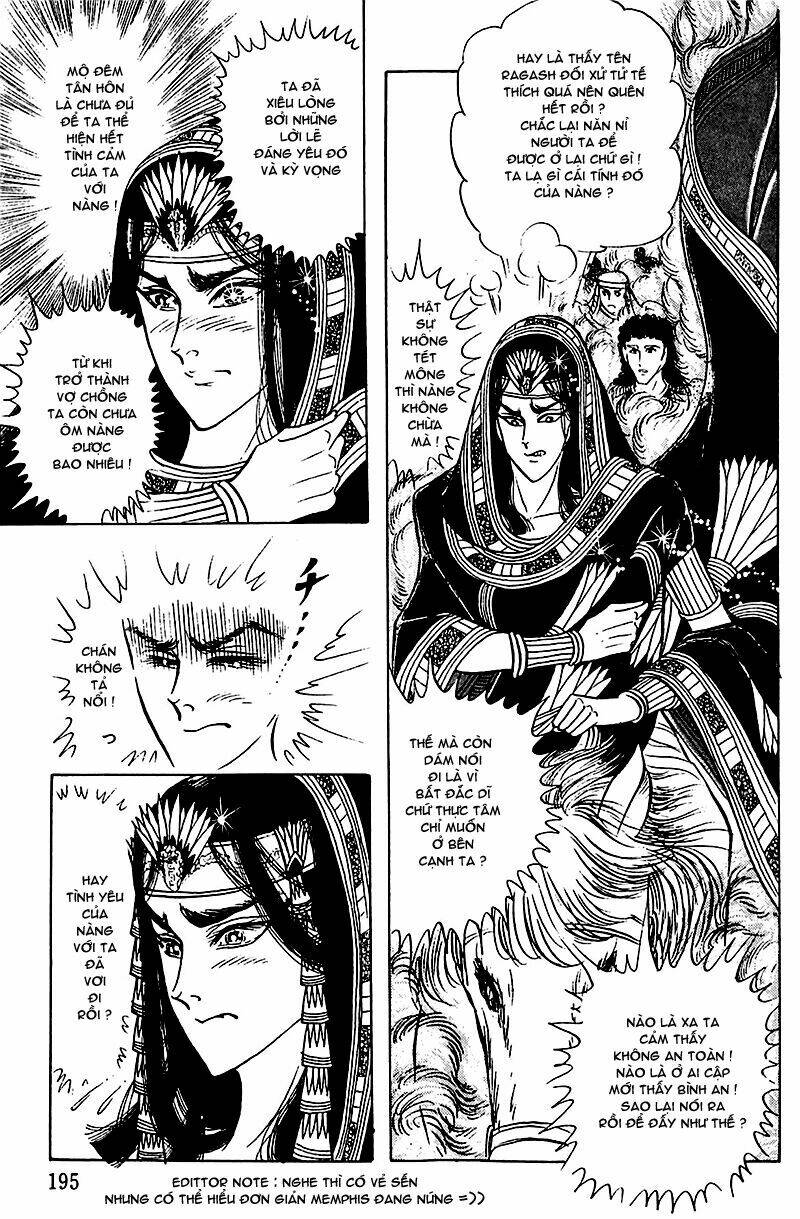 HAY LÀ THẤY TÊN
RAGASH ĐỐI XỬ TỬ TẾ
THÍCH QUÁ NÊN QUÊN
HẾT RỒI ?
CHẮC LẠI NĂN NỈ
NGƯỜI TA ĐỂ
ĐƯỢC Ở LẠI CHỨ GÌ !
TA LẠ GÌ CÁI TÍNH ĐÓ
CỦA NÀNG ?
THẬT
SỰ
KHÔNG
TÉT
MÔNG
THÌ NÀNG
KHÔNG
CHỪA
MÀ !
THẾ MÀ CÒN
DÁM NÓI
ĐI LÀ VÌ
BẤT ĐẮC DĨ
CHỨ THỰC TÂM
CHỈ MUỐN
Ở BÊN
CẠNH TA ?
NÀO LÀ XA TA
CẢM THẤY
KHÔNG AN TOÀN !
NÀO LÀ Ở AI CẬP
MỚI THẤY BÌNH AN !
SAO LẠI NÓI RA
RỒI ĐỂ ĐẤY NHƯ THẾ ?
TA ĐÃ
XIÊU LÒNG
BỞI NHỮNG
LỜI LẼ
ĐÁNG YÊU ĐÓ
VÀ KỲ VỌNG
MỘ ĐÊM
TÂN HÔN
LÀ CHƯA ĐỦ
ĐỂ TA THỂ
HIỆN HẾT
TÌNH CẢM
CỦA TA
VỚI
NÀNG !
TỪ KHI
TRỞ THÀNH
VỢ CHỒNG
TA CÒN CHƯA
ÔM NÀNG
ĐƯỢC
BAO NHIÊU !
チ...
CHÁN
KHÔNG
TẢ
NỔI !
HAY
TÌNH YÊU
CỦA
NÀNG
VỚI TA
ĐÃ
VƠI
ĐI
RỒI ?
195
EDITTOR NOTE : NGHE THÌ CÓ VẺ SẾN
NHƯNG CÓ THỂ HIỂU ĐƠN GIẢN MEMPHIS ĐANG NỨNG =))